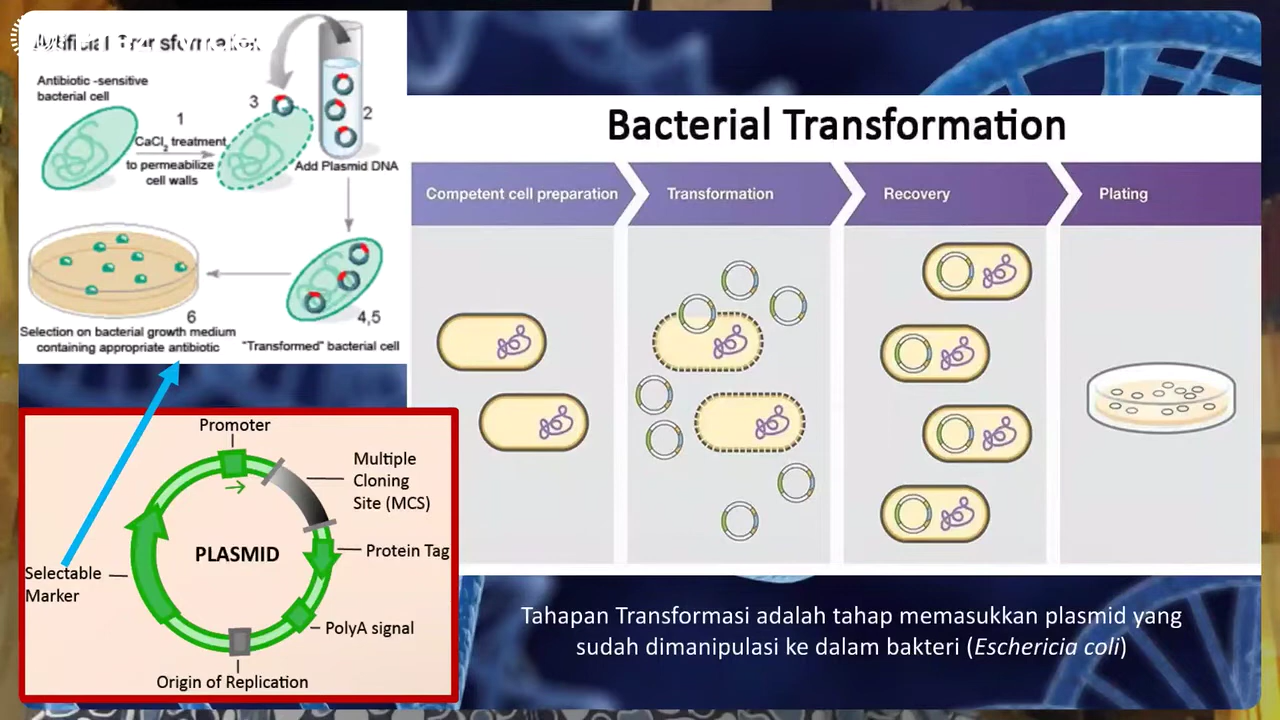 Artificial Transformation
Antibiotic -sensitive
bacterial cell
1
CaCl2 treatment
to permeabilize
cell walls
3
2
Add Plasmid DNA
4,5
"Transformed" bacterial cell
6
Selection on bacterial growth medium
containing appropriate antibiotic
Bacterial Transformation
Competent cell preparation
Transformation
Recovery
Plating
Promoter
Multiple
Cloning
Site (MCS)
PLASMID
Protein Tag
Selectable
Marker
PolyA signal
Origin of Replication
Tahapan Transformasi adalah tahap memasukkan plasmid yang
sudah dimanipulasi ke dalam bakteri (Eschericia coli)